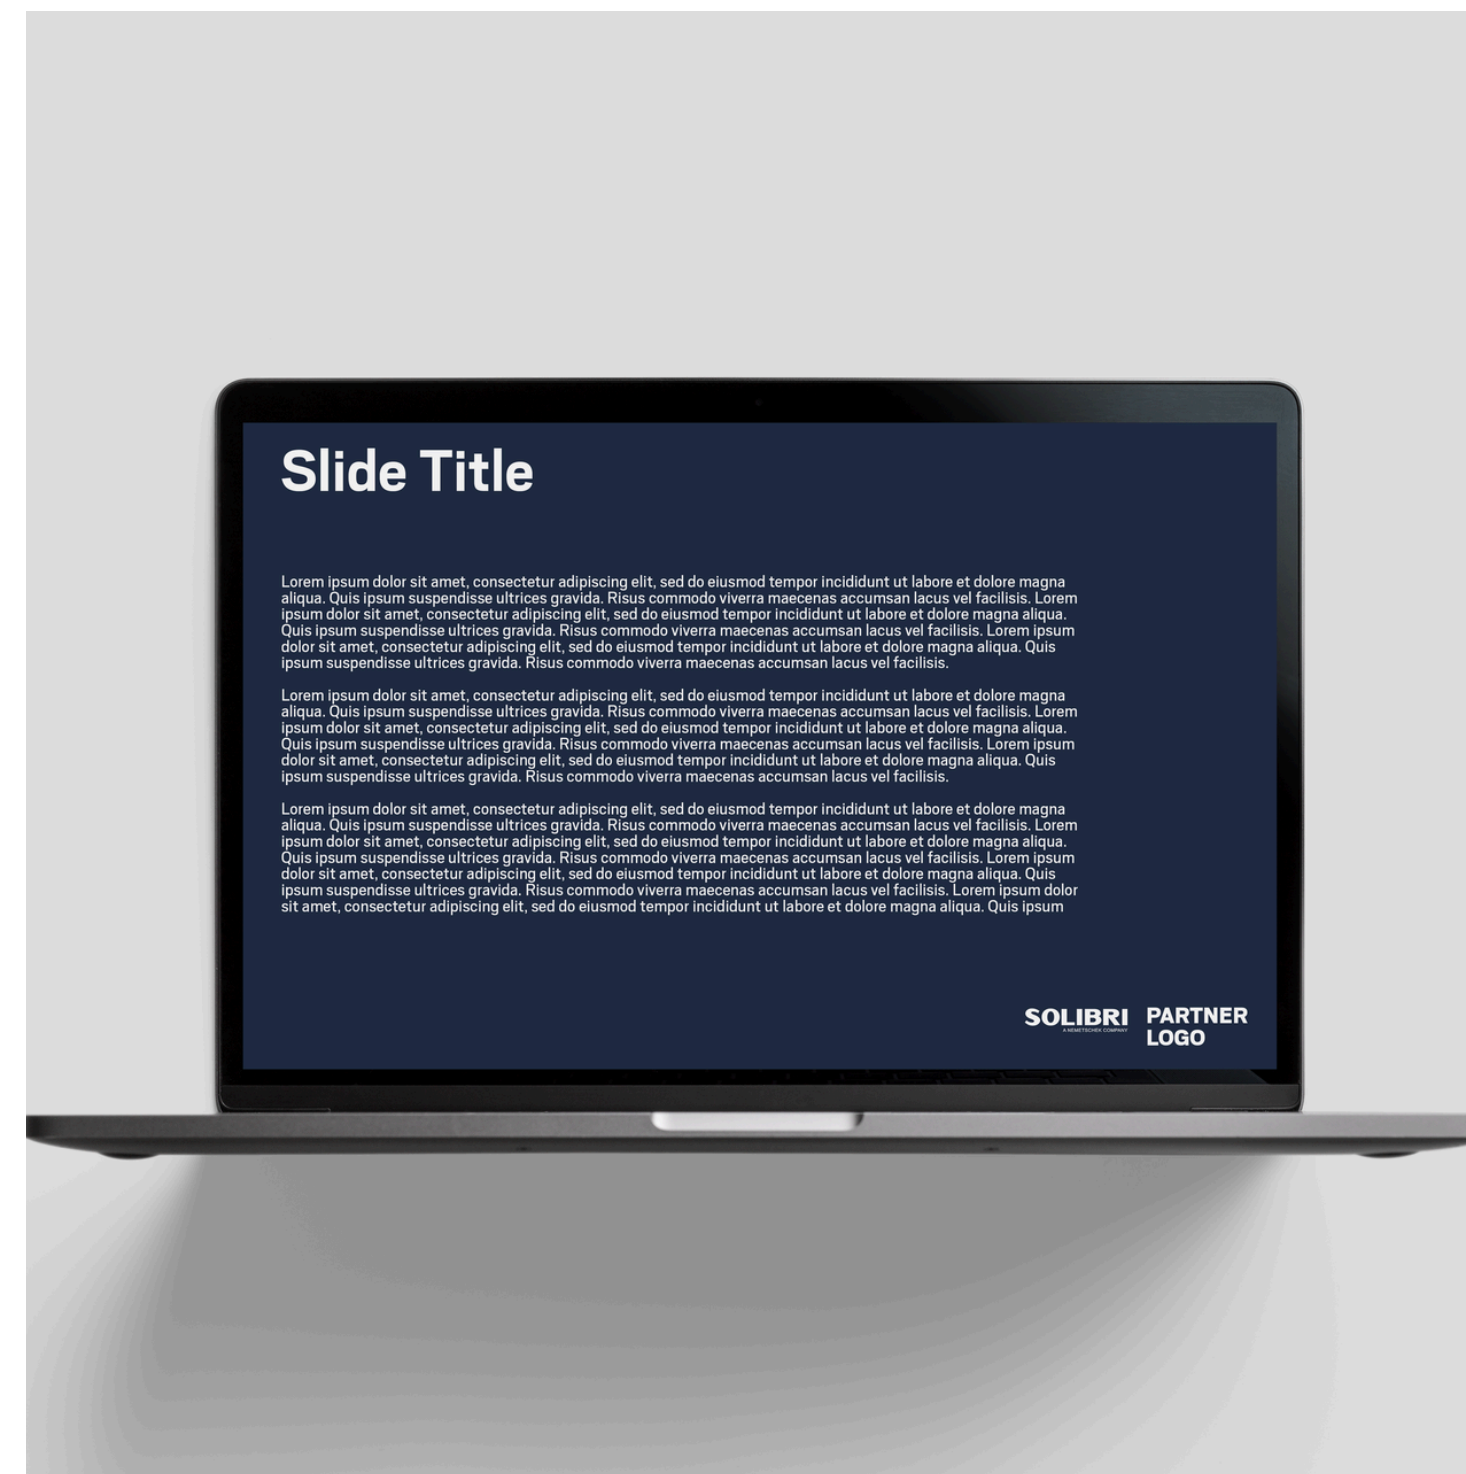 Slide Title
Lorem ipsum dolor sit amet, consectetur adipiscing elit, sed do eiusmod tempor incididunt ut labore et dolore magna
aliqua. Quis ipsum suspendisse ultrices gravida. Risus commodo viverra maecenas accumsan lacus vel facilisis. Lorem
ipsum dolor sit amet, consectetur adipiscing elit, sed do eiusmod tempor incididunt ut labore et dolore magna aliqua.
Quis ipsum suspendisse ultrices gravida. Risus commodo viverra maecenas accumsan lacus vel facilisis. Lorem ipsum
dolor sit amet, consectetur adipiscing elit, sed do eiusmod tempor incididunt ut labore et dolore magna aliqua. Quis
ipsum suspendisse ultrices gravida. Risus commodo viverra maecenas accumsan lacus vel facilisis.
Lorem ipsum dolor sit amet, consectetur adipiscing elit, sed do eiusmod tempor incididunt ut labore et dolore magna
aliqua. Quis ipsum suspendisse ultrices gravida. Risus commodo viverra maecenas accumsan lacus vel facilisis. Lorem
ipsum dolor sit amet, consectetur adipiscing elit, sed do eiusmod tempor incididunt ut labore et dolore magna aliqua.
Quis ipsum suspendisse ultrices gravida. Risus commodo viverra maecenas accumsan lacus vel facilisis. Lorem ipsum
dolor sit amet, consectetur adipiscing elit, sed do eiusmod tempor incididunt ut labore et dolore magna aliqua. Quis
ipsum suspendisse ultrices gravida. Risus commodo viverra maecenas accumsan lacus vel facilisis.
Lorem ipsum dolor sit amet, consectetur adipiscing elit, sed do eiusmod tempor incididunt ut labore et dolore magna
aliqua. Quis ipsum suspendisse ultrices gravida. Risus commodo viverra maecenas accumsan lacus vel facilisis. Lorem
ipsum dolor sit amet, consectetur adipiscing elit, sed do eiusmod tempor incididunt ut labore et dolore magna aliqua.
Quis ipsum suspendisse ultrices gravida. Risus commodo viverra maecenas accumsan lacus vel facilisis. Lorem ipsum
dolor sit amet, consectetur adipiscing elit, sed do eiusmod tempor incididunt ut labore et dolore magna aliqua. Quis
ipsum suspendisse ultrices gravida. Risus commodo viverra maecenas accumsan lacus vel facilisis. Lorem ipsum dolor
sit amet, consectetur adipiscing elit, sed do eiusmod tempor incididunt ut labore et dolore magna aliqua. Quis ipsum
SOLIBRI
A NEMETSCHEK COMPANY
PARTNER
LOGO